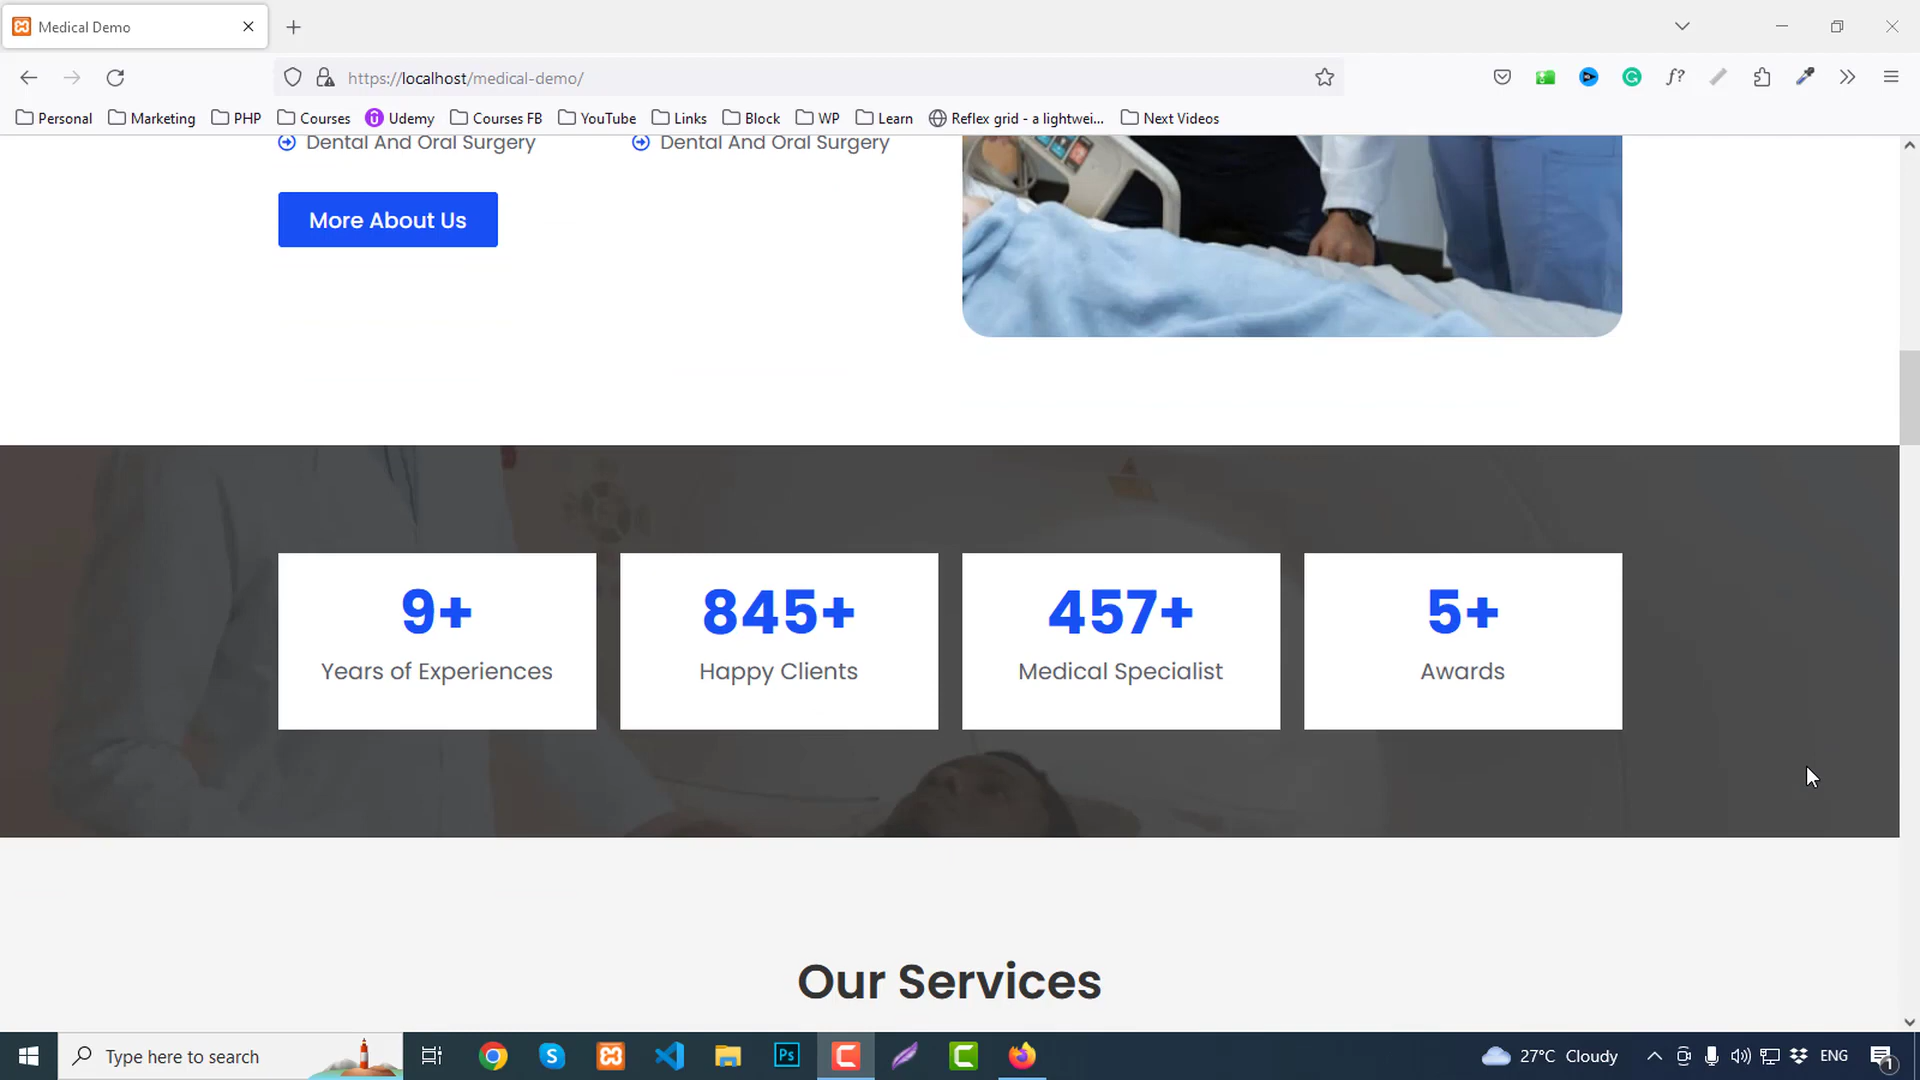 Medical Demo
https://localhost/medical-demo/
Personal Marketing PHP Courses Udemy Courses FB YouTube Links Block WP Learn Reflex grid - a lightwei... Next Videos
Dental And Oral Surgery Dental And Oral Surgery
More About Us
9+ 845+ 457+ 5+
Years of Experiences Happy Clients Medical Specialist Awards
Our Services
Type here to search 27°C Cloudy ENG 1